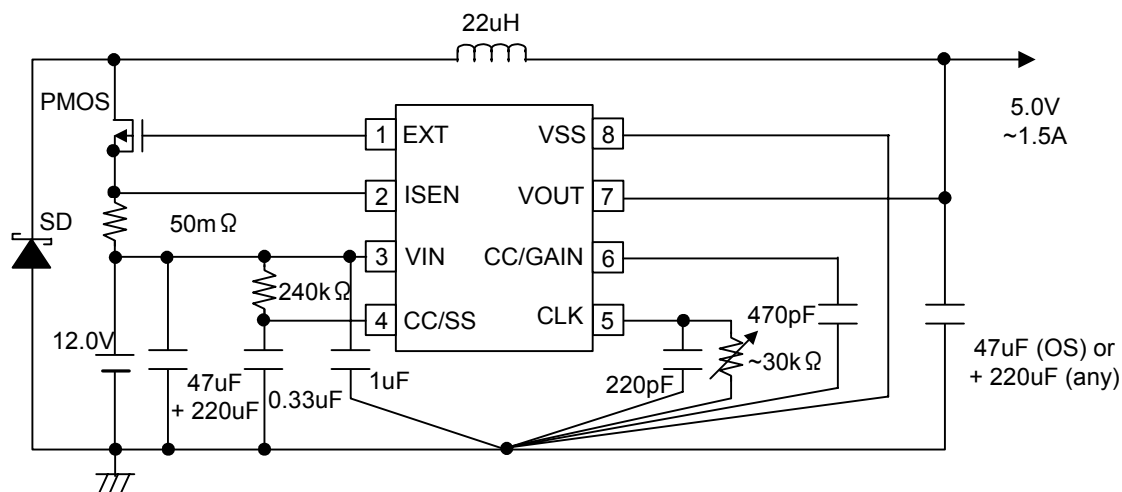 22uH
PMOS
5.0V
~1.5A
1 EXT
VSS 8
2 ISEN
VOUT 7
SD
50mΩ
3 VIN
CC/GAIN 6
240kΩ
4 CC/SS
CLK 5
470pF
12.0V
47uF
+ 220uF
0.33uF
1uF
220pF
~30kΩ
47uF (OS) or
+ 220uF (any)